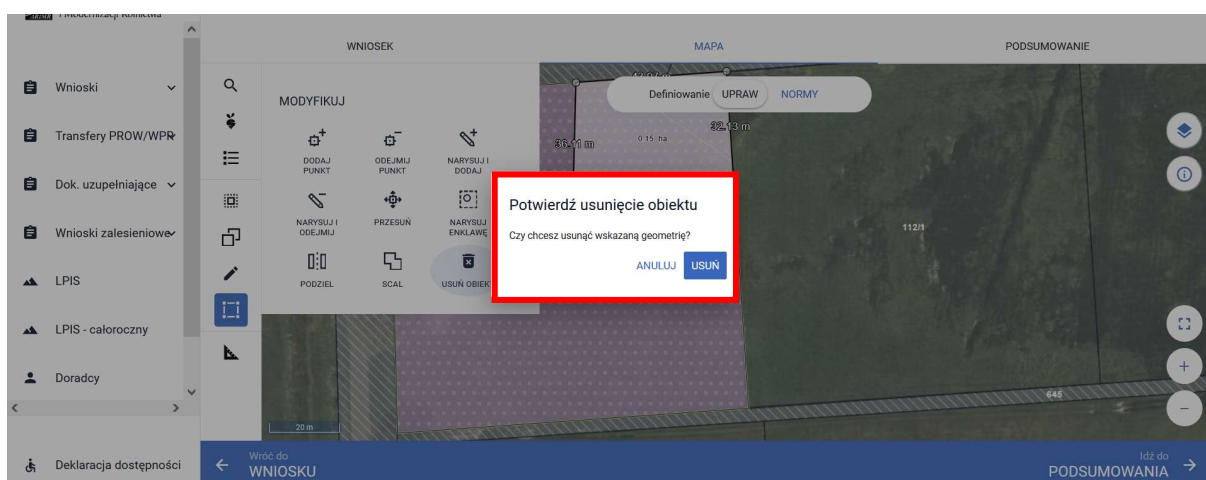 i Modernizacji Rolnictwa
WNIOSEK
MAPA
PODSUMOWANIE
Wnioski
Transfery PROW/WPR
Dok. uzupełniające
Wnioski zalesieniowe
LPIS
LPIS - całoroczny
Doradcy
Deklaracja dostępności
MODYFIKUJ
DODAJ
PUNKT
ODEJMIJ
PUNKT
NARYSUJ I
DODAJ
NARYSUJ I
ODEJMIJ
PRZESUŃ
NARYSUJ
ENKLAWĘ
PODZIEL
SCAL
USUŃ OBIEK
Definiowanie UPRAW NORMY
32.13 m
36.11 m
0.15 ha
Potwierdź usunięcie obiektu
Czy chcesz usunąć wskazaną geometrię?
ANULUJ USUŃ
112/1
645
20 m
Wróć do
WNIOSKU
Idź do
PODSUMOWANIA